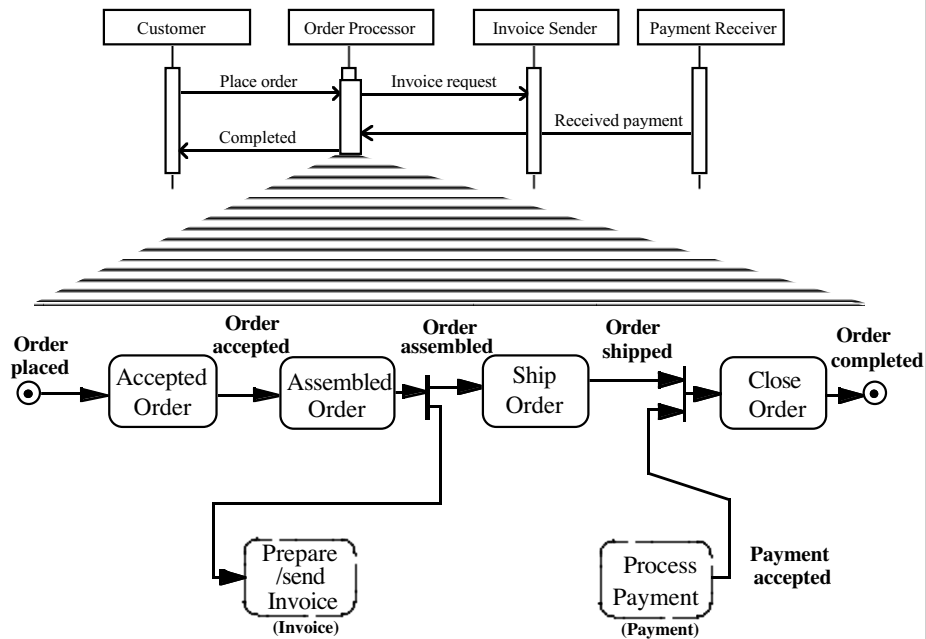 Customer
Order Processor
Invoice Sender
Payment Receiver
Place order
Invoice request
Received payment
Completed
Order
placed
Order
accepted
Order
assembled
Order
shipped
Order
completed
Accepted
Order
Assembled
Order
Ship
Order
Close
Order
Prepare
/send
Invoice
(Invoice)
Process
Payment
(Payment)
Payment
accepted